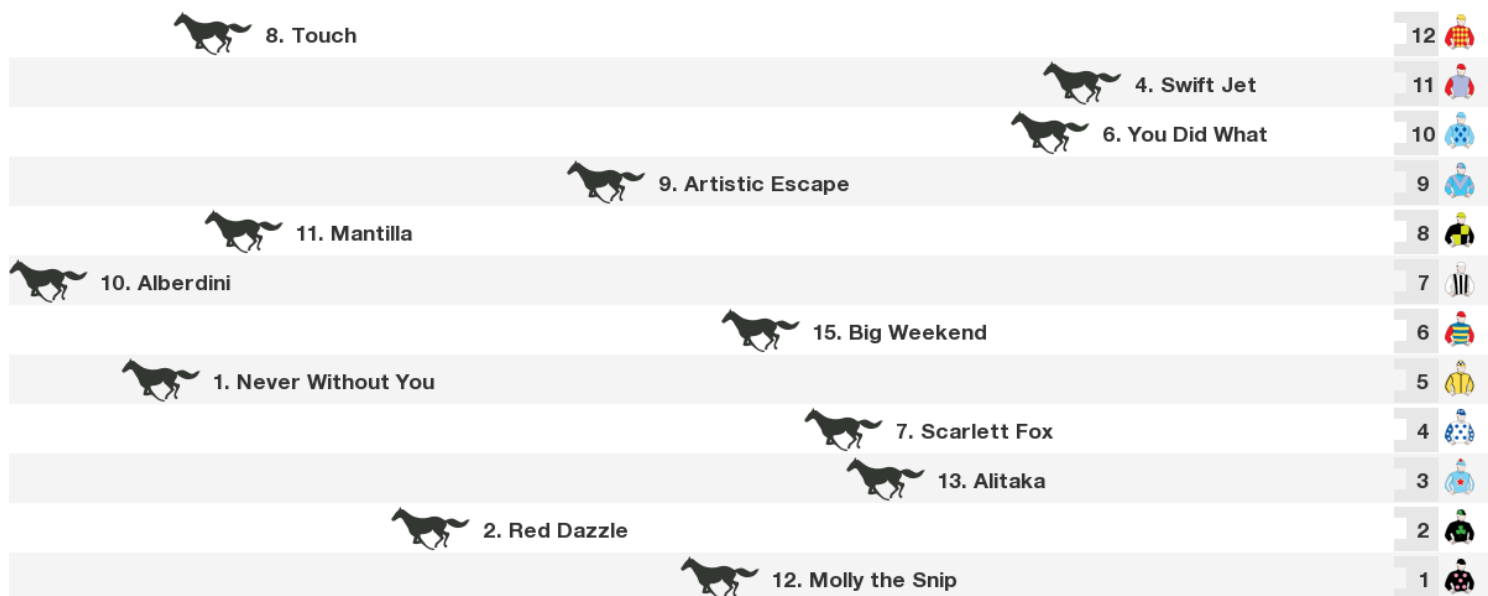 8. Touch 12
4. Swift Jet 11
6. You Did What 10
9. Artistic Escape 9
11. Mantilla 8
10. Alberdini 7
15. Big Weekend 6
1. Never Without You 5
7. Scarlett Fox 4
13. Alitaka 3
2. Red Dazzle 2
12. Molly the Snip 1